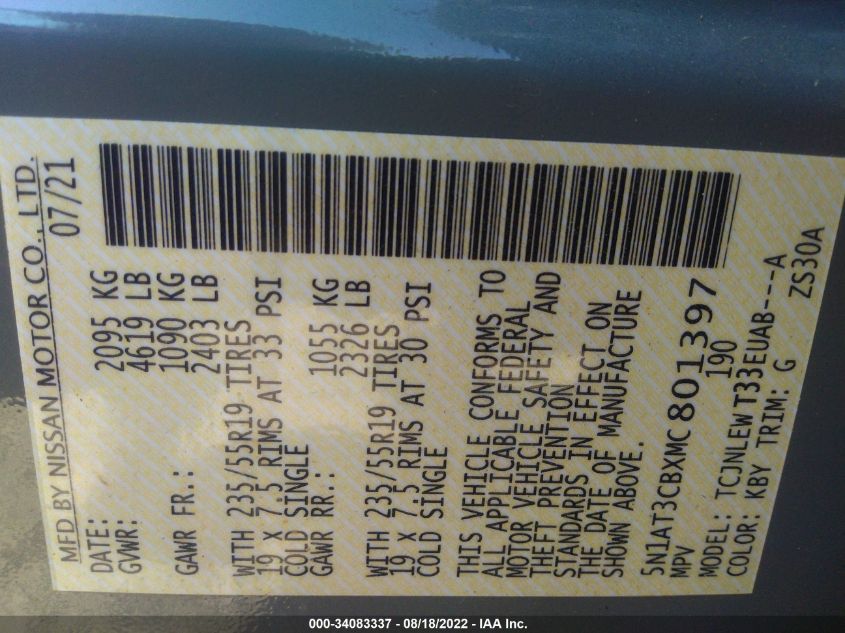 MFD BY NISSAN MOTOR CO., LTD.
DATE: 07/21
GVWR: 2095 KG
4619 LB
GAWR FR.: 1090 KG
2403 LB
WITH 235/55R19 TIRES
19 X 7.5 RIMS AT 33 PSI
COLD SINGLE
GAWR RR.: 1055 KG
2326 LB
WITH 235/55R19 TIRES
19 X 7.5 RIMS AT 30 PSI
COLD SINGLE
THIS VEHICLE CONFORMS TO
ALL APPLICABLE FEDERAL
MOTOR VEHICLE SAFETY AND
THEFT PREVENTION
STANDARDS IN EFFECT ON
THE DATE OF MANUFACTURE
SHOWN ABOVE.
5N1AT3CBXMC801397
MPV 190
MODEL: TCJNLEWT33EUAB---A
COLOR: KBY TRIM: G ZS30A
000-34083337 - 08/18/2022 - IAA Inc.